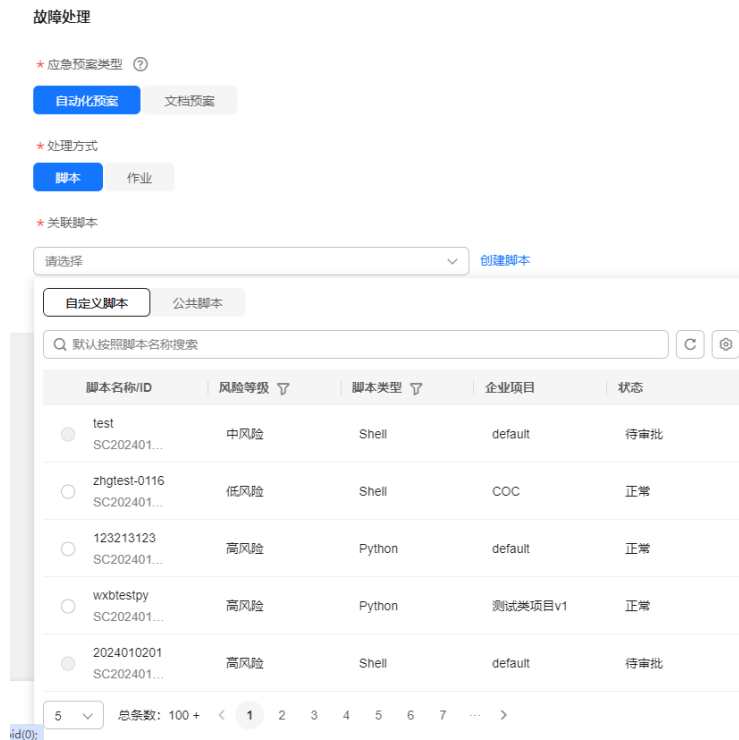 故障处理
* 应急预案类型 ?
自动化预案 文档预案
* 处理方式
脚本 作业
* 关联脚本
请选择 创建脚本
自定义脚本 公共脚本
默认按照脚本名称搜索
脚本名称/ID 风险等级 脚本类型 企业项目 状态
test
SC202401... 中风险 Shell default 待审批
zhgtest-0116
SC202401... 低风险 Shell COC 正常
123213123
SC202401... 高风险 Python default 正常
wxbtestpy
SC202401... 高风险 Python 测试类项目v1 正常
2024010201
SC202401... 高风险 Shell default 待审批
5 总条数: 100 + < 1 2 3 4 5 6 7 ... >
id(0);